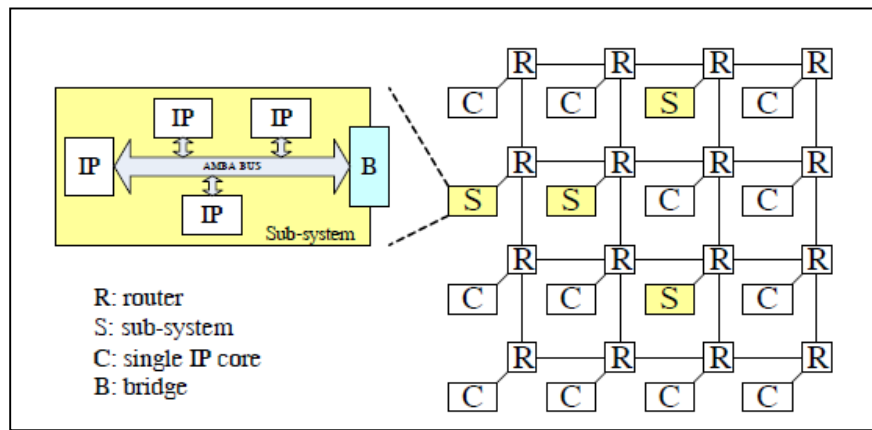 R R R R
C C S C
IP IP
IP AMBA BUS B
IP
Sub-system
R R R R
S S C C
R R R R
C C S C
R: router
S: sub-system
C: single IP core
B: bridge
R R R R
C C C C